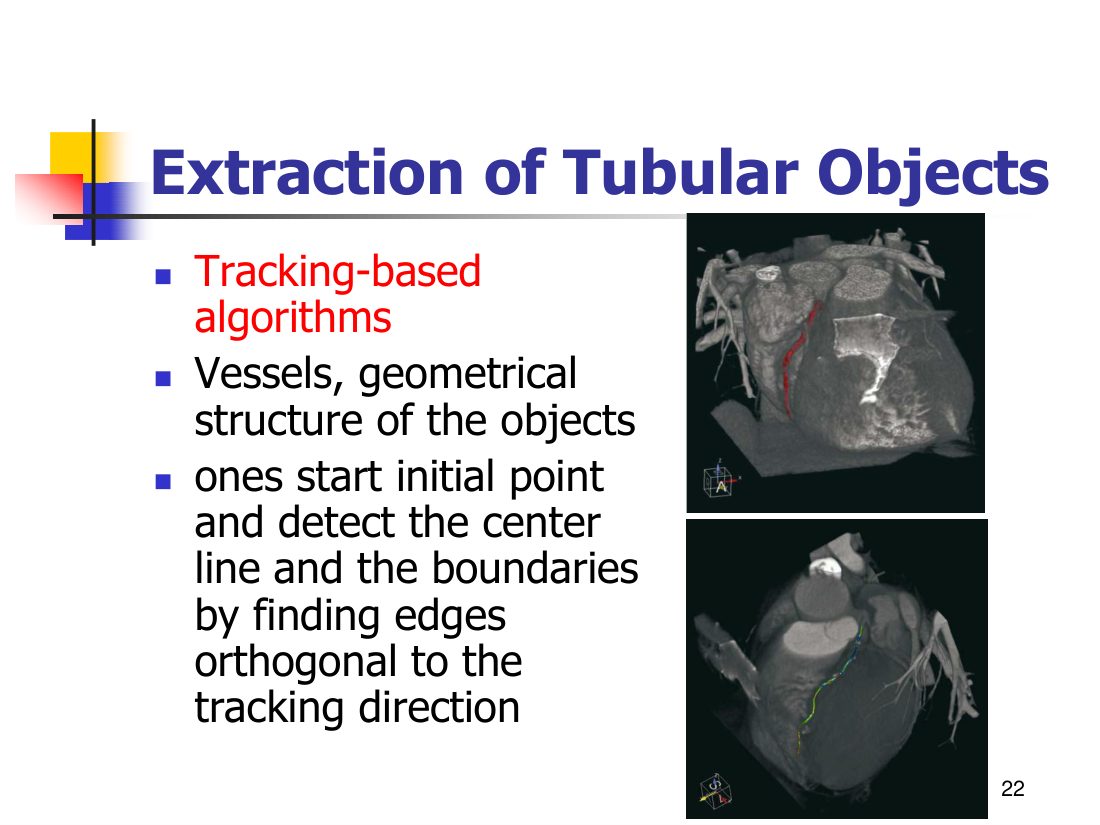 Extraction of Tubular Objects
Tracking-based
algorithms
Vessels, geometrical
structure of the objects
ones start initial point
and detect the center
line and the boundaries
by finding edges
orthogonal to the
tracking direction
A
22